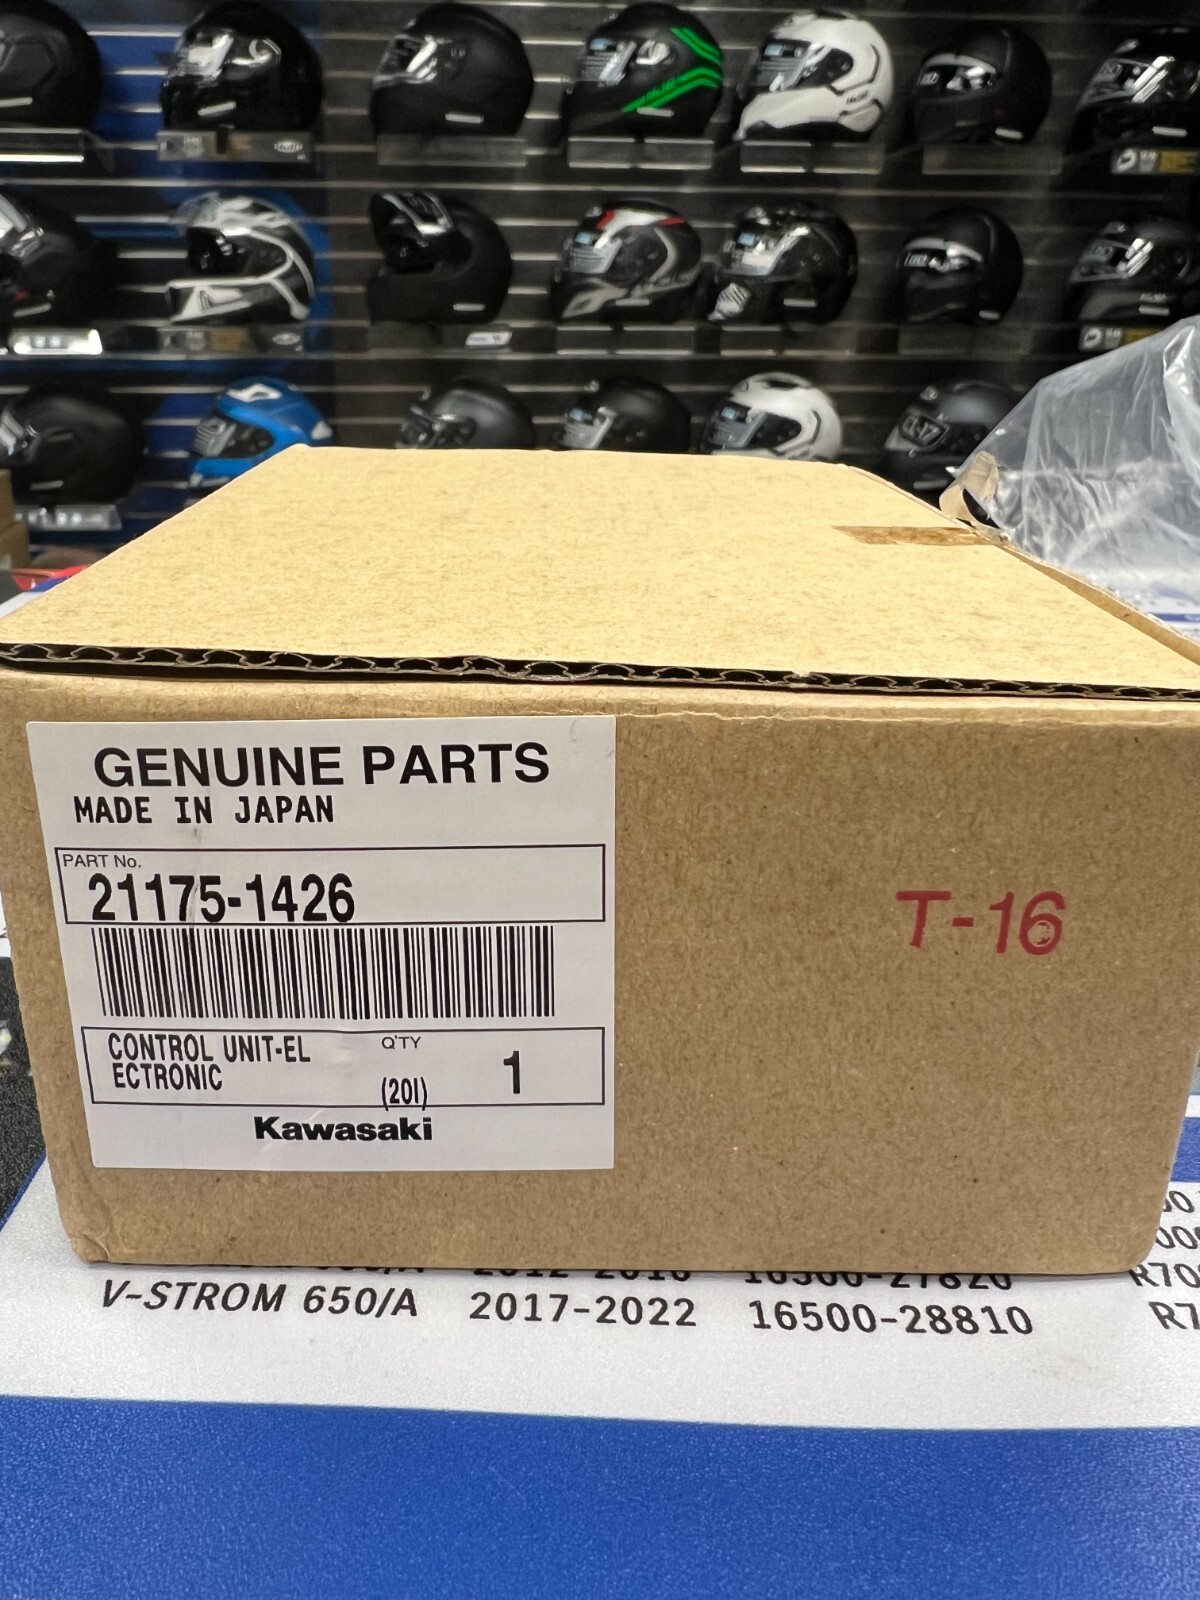 GENUINE PARTS
MADE IN JAPAN
PART No.
21175-1426
T-16
CONTROL UNIT-EL
ECTRONIC
Q'TY
(20I)
1
Kawasaki
V-STROM 650/A 2017-2022 16500-28810